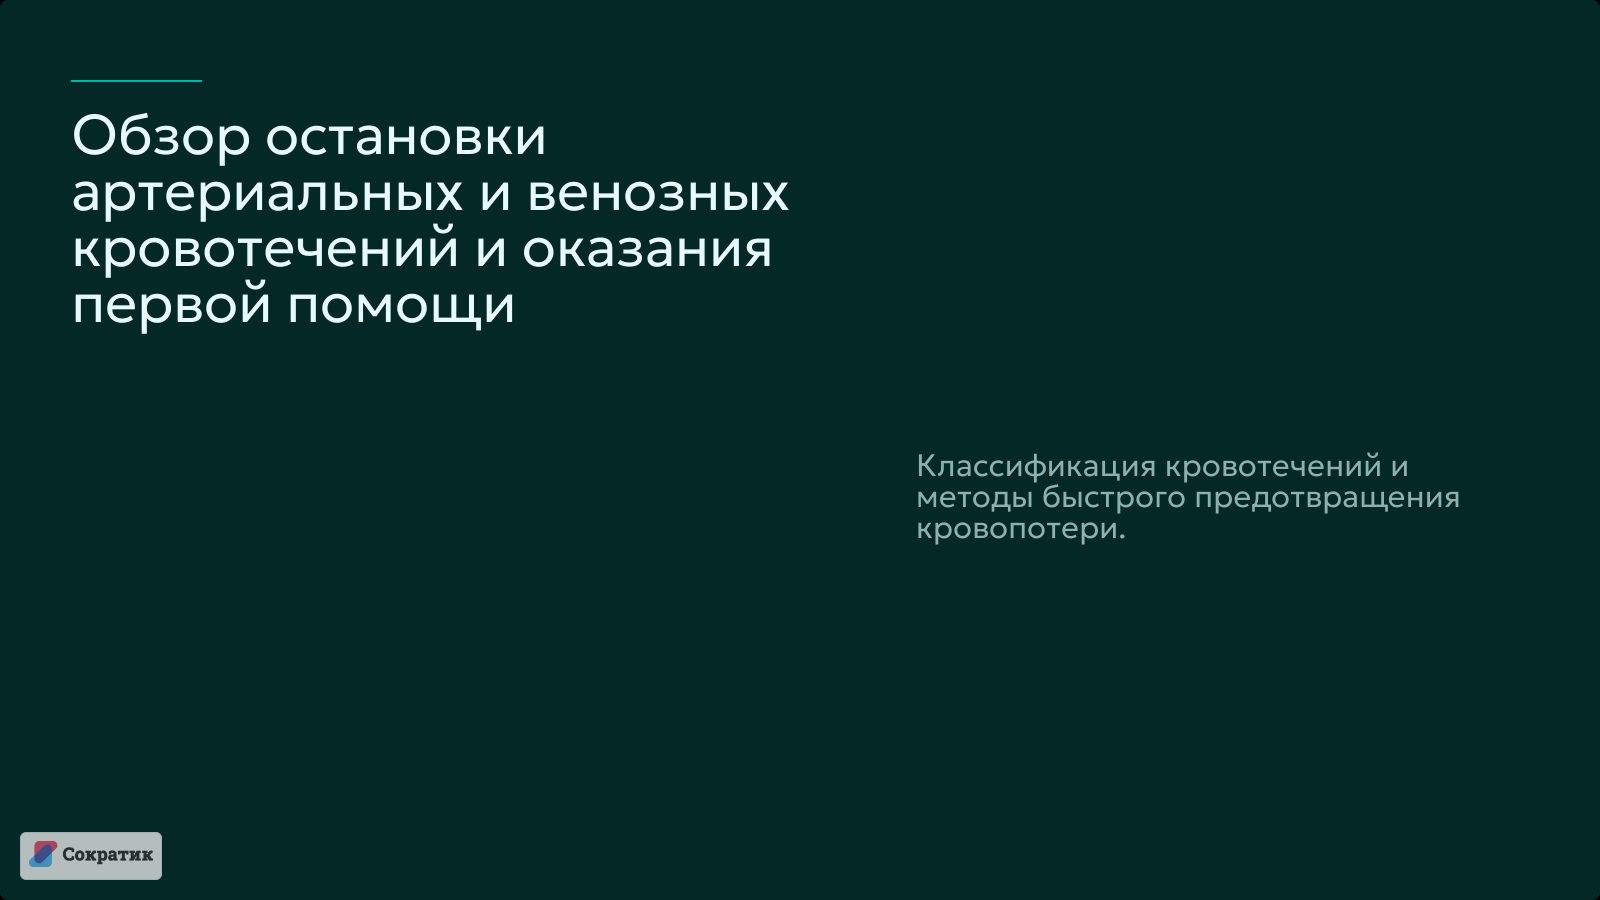 Обзор остановки
артериальных и венозных
кровотечений и оказания
первой помощи
Классификация кровотечений и
методы быстрого предотвращения
кровопотери.
Сократик